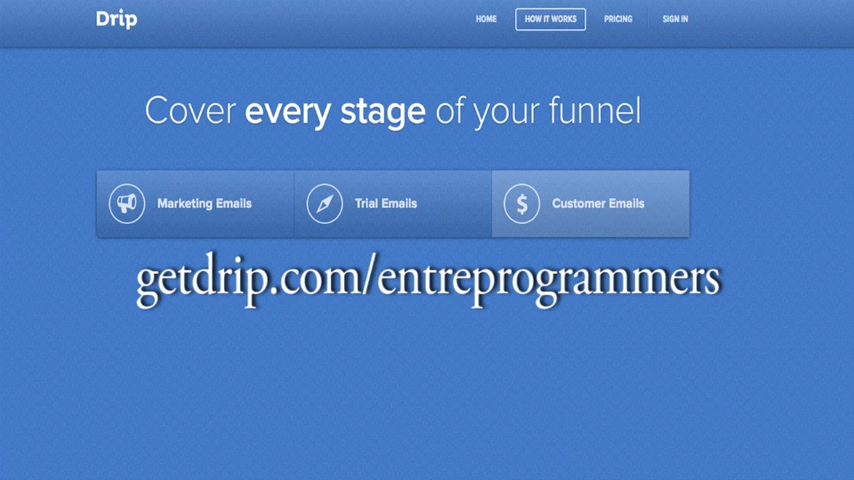 Drip
HOME HOW IT WORKS PRICING SIGN IN
Cover every stage of your funnel
Marketing Emails Trial Emails $ Customer Emails
getdrip.com/entreprogrammers